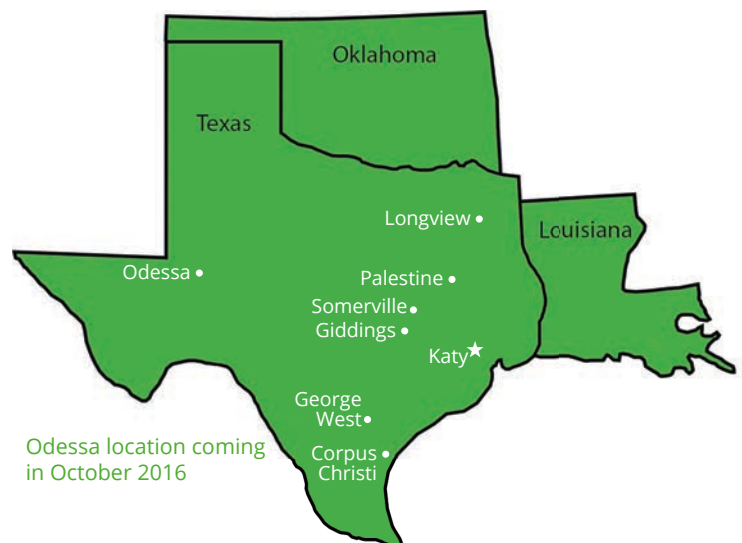 Oklahoma
Texas
Longview
Louisiana
Odessa
Palestine
Somerville
Giddings
Katy
George
West
Odessa location coming
in October 2016
Corpus
Christi